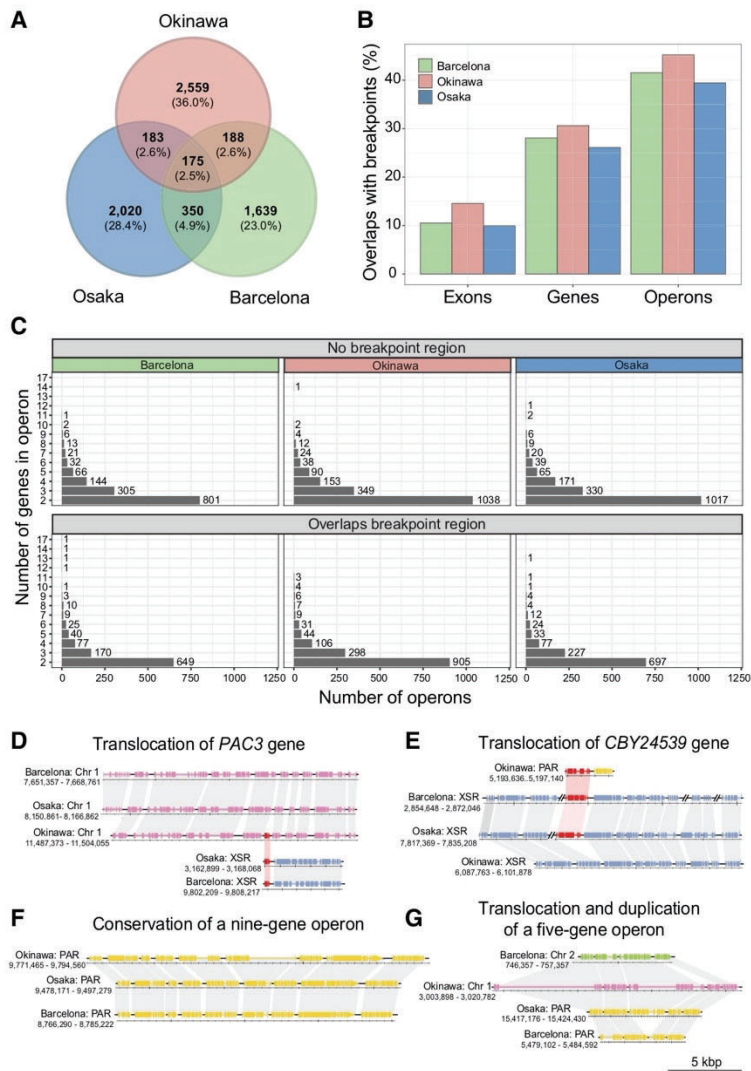 A
Okinawa
2,559
(36.0%)
183
(2.6%)
188
(2.6%)
175
(2.5%)
2,020
(28.4%)
350
(4.9%)
1,639
(23.0%)
Osaka
Barcelona
B
Overlaps with breakpoints (%)
40
30
20
10
0
Barcelona
Okinawa
Osaka
Exons
Genes
Operons
C
No breakpoint region
Barcelona
Okinawa
Osaka
Number of genes in operon
17
14
13
12
11
10
9
8
7
6
5
4
3
2
1
2
6
13
21
32
66
144
305
801
1
2
4
12
24
38
90
153
349
1038
1
2
6
9
20
39
65
171
330
1017
Overlaps breakpoint region
17
14
13
12
11
10
9
8
7
6
5
4
3
2
1
1
1
1
1
3
10
9
25
40
77
170
649
3
4
6
7
9
31
44
106
298
905
1
1
1
4
4
12
24
33
77
227
697
0 250 500 750 1000 1250
0 250 500 750 1000 1250
0 250 500 750 1000 1250
Number of operons
D
Translocation of PAC3 gene
Barcelona: Chr 1
7,651,357 - 7,668,761
Osaka: Chr 1
8,150,861- 8,166,862
Okinawa: Chr 1
11,487,373 - 11,504,055
Osaka: XSR
3,162,899 - 3,168,068
Barcelona: XSR
9,802,209 - 9,808,217
E
Translocation of CBY24539 gene
Okinawa: PAR
5,193,636..5,197,140
Barcelona: XSR
2,854,648 - 2,872,046
Osaka: XSR
7,817,369 - 7,835,208
Okinawa: XSR
6,087,763 - 6,101,878
F
Conservation of a nine-gene operon
Okinawa: PAR
9,771,465 - 9,794,560
Osaka: PAR
9,478,171 - 9,497,279
Barcelona: PAR
8,766,290 - 8,785,222
G
Translocation and duplication
of a five-gene operon
Barcelona: Chr 2
746,357 - 757,357
Okinawa: Chr 1
3,003,898 - 3,020,782
Osaka: PAR
15,417,176 - 15,424,430
Barcelona: PAR
5,479,102 - 5,484,592
5 kbp